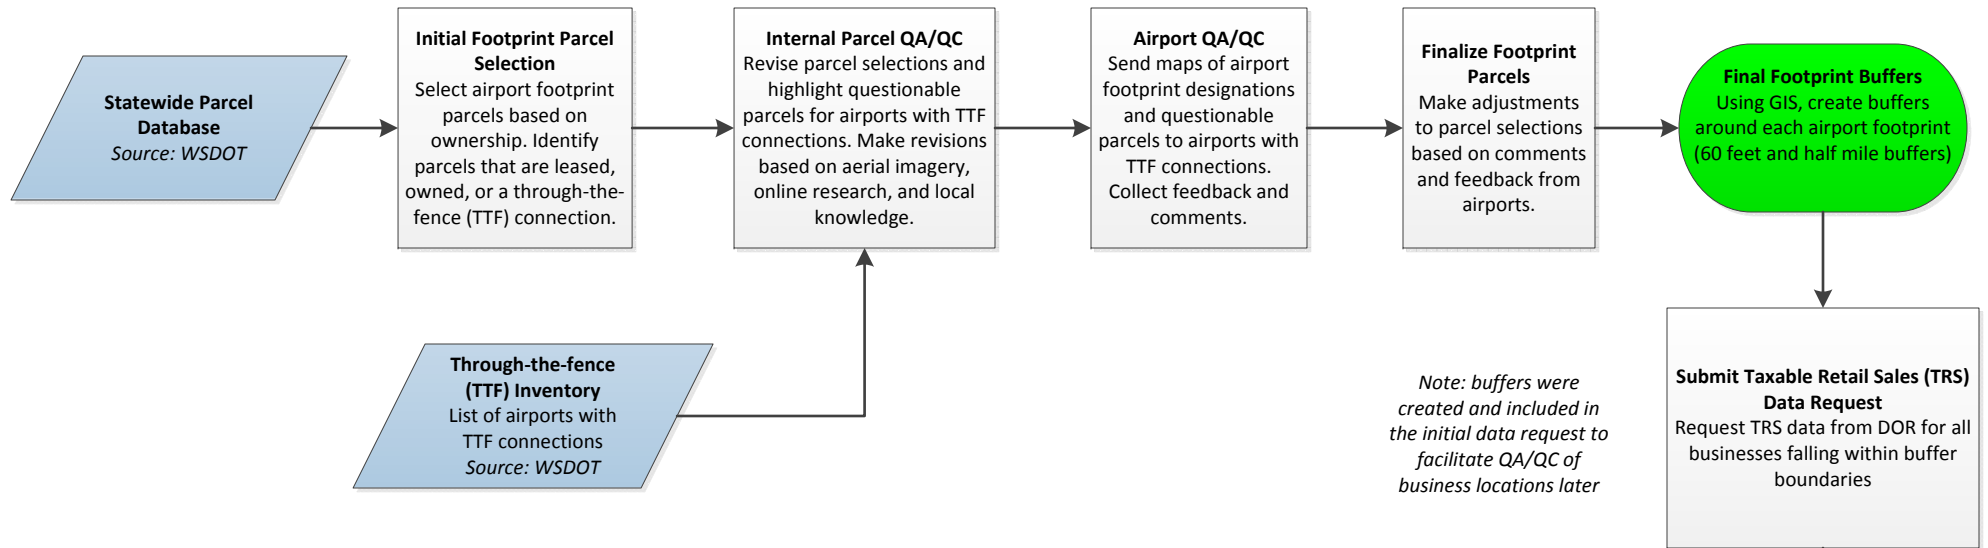 Statewide Parcel
Database
Source: WSDOT
Initial Footprint Parcel
Selection
Select airport footprint
parcels based on
ownership. Identify
parcels that are leased,
owned, or a through-the-
fence (TTF) connection.
Internal Parcel QA/QC
Revise parcel selections and
highlight questionable
parcels for airports with TTF
connections. Make revisions
based on aerial imagery,
online research, and local
knowledge.
Airport QA/QC
Send maps of airport
footprint designations
and questionable
parcels to airports with
TTF connections.
Collect feedback and
comments.
Finalize Footprint
Parcels
Make adjustments
to parcel selections
based on comments
and feedback from
airports.
Final Footprint Buffers
Using GIS, create buffers
around each airport footprint
(60 feet and half mile buffers)
Through-the-fence
(TTF) Inventory
List of airports with
TTF connections
Source: WSDOT
Note: buffers were
created and included in
the initial data request to
facilitate QA/QC of
business locations later
Submit Taxable Retail Sales (TRS)
Data Request
Request TRS data from DOR for all
businesses falling within buffer
boundaries